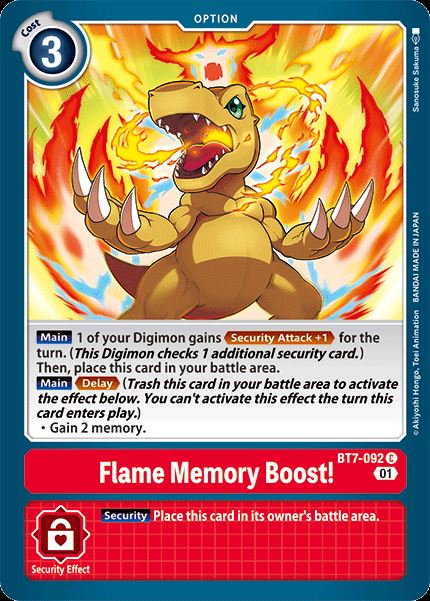 OPTION
Cost
3
Sanosuke Sakuma
Main 1 of your Digimon gains Security Attack +1 for the
turn. (This Digimon checks 1 additional security card.)
Then, place this card in your battle area.
Main Delay (Trash this card in your battle area to activate
the effect below. You can't activate this effect the turn this
card enters play.)
・Gain 2 memory.
©Akiyoshi Hongo, Toei Animation BANDAI MADE IN JAPAN
BT7-092 C
Flame Memory Boost!
01
Security Place this card in its owner's battle area.
Security Effect